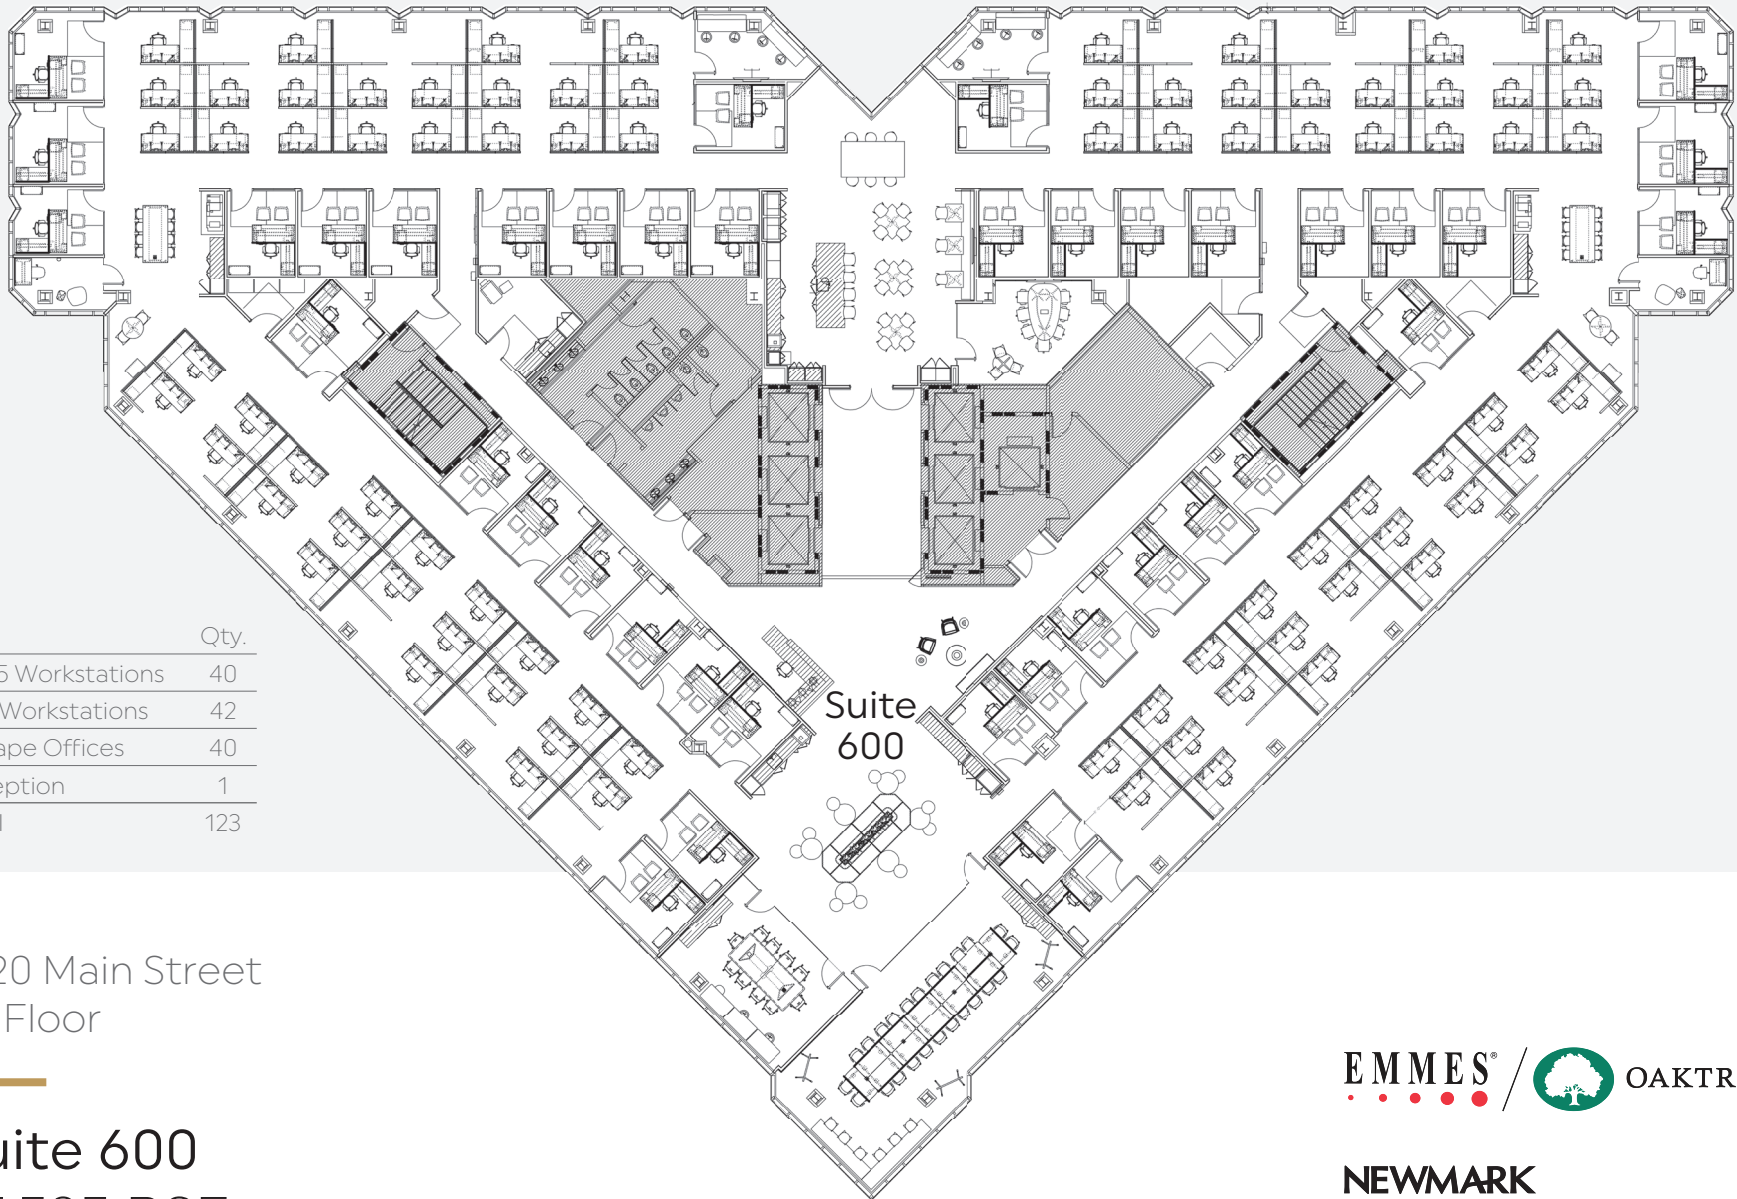 Suite
600
Qty.
5 Workstations 40
Workstations 42
ape Offices 40
eption 1
123
20 Main Street
Floor
uite 600
EMMES®
OAKTR
NEWMARK